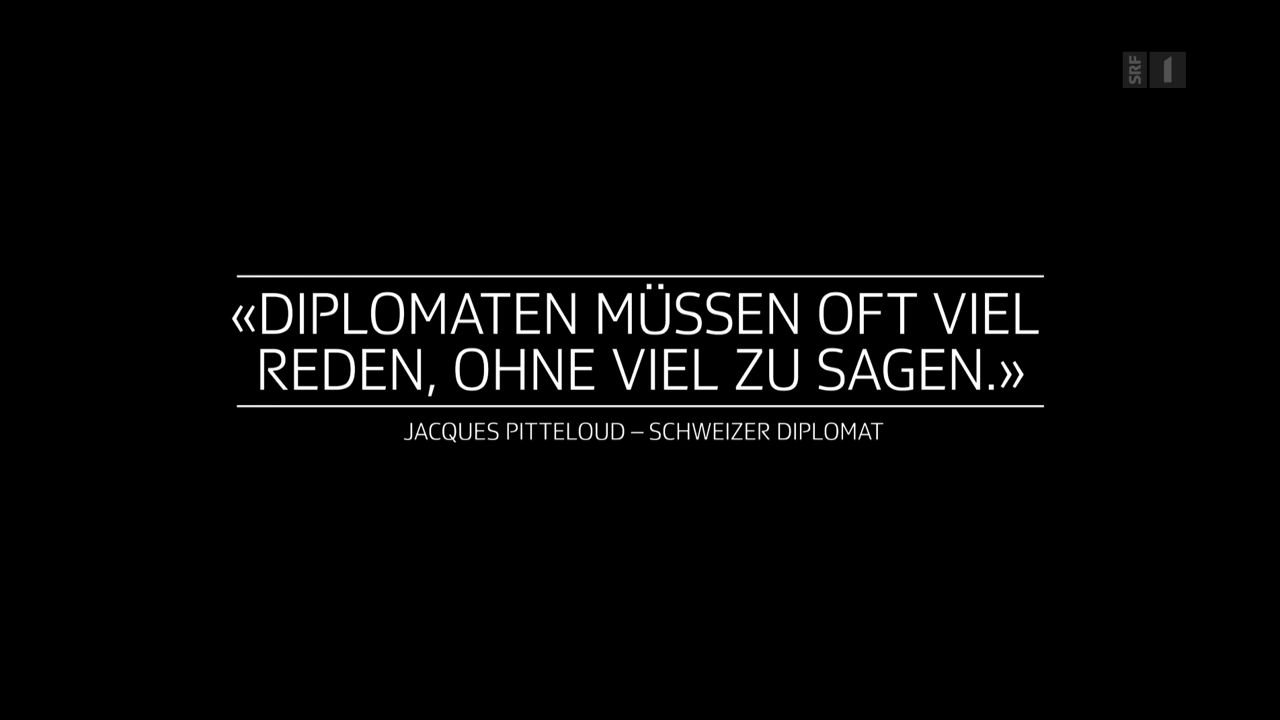 SRF 1
«DIPLOMATEN MÜSSEN OFT VIEL
REDEN, OHNE VIEL ZU SAGEN.»
JACQUES PITTELOUD – SCHWEIZER DIPLOMAT